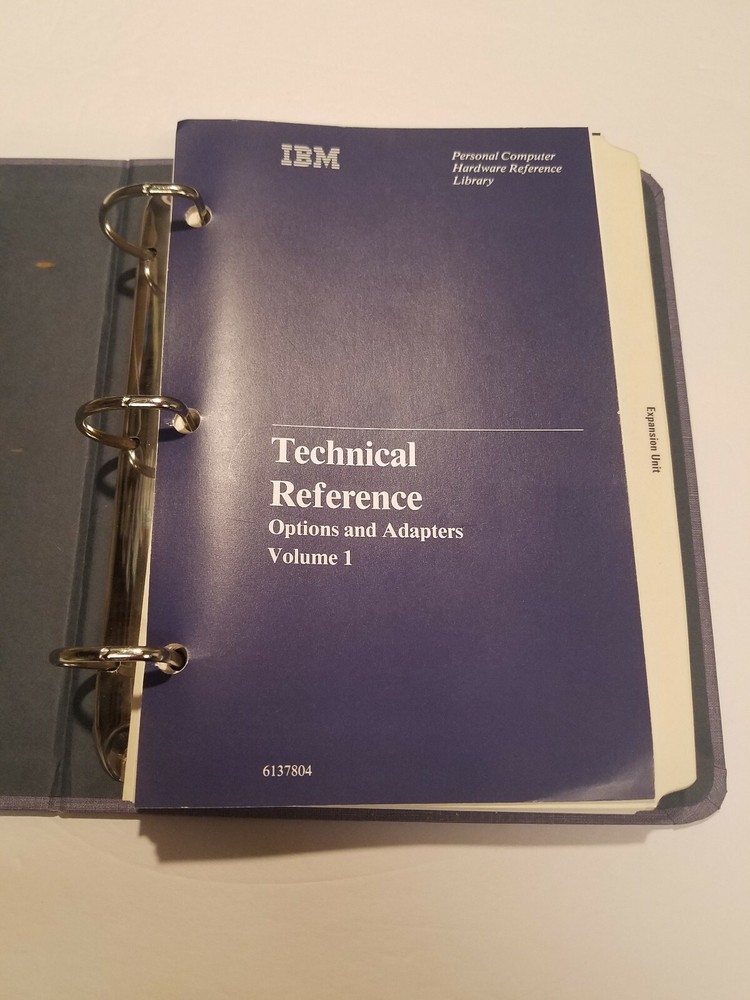 IBM
Personal Computer
Hardware Reference
Library
Technical
Reference
Options and Adapters
Volume 1
6137804
Expansion Unit